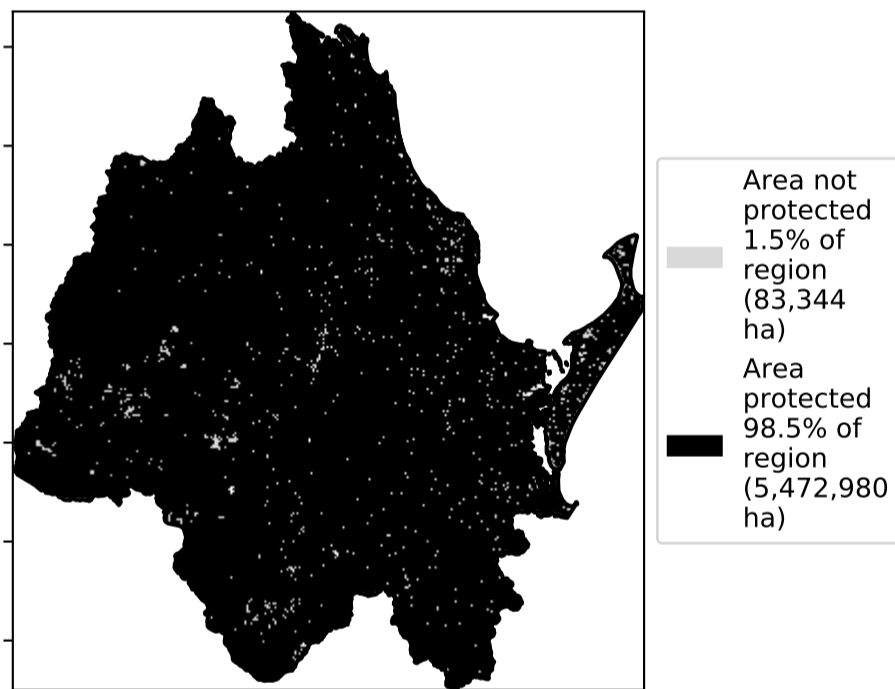 Area not
protected
1.5% of
region
(83,344
ha)
Area
protected
98.5% of
region
(5,472,980
ha)